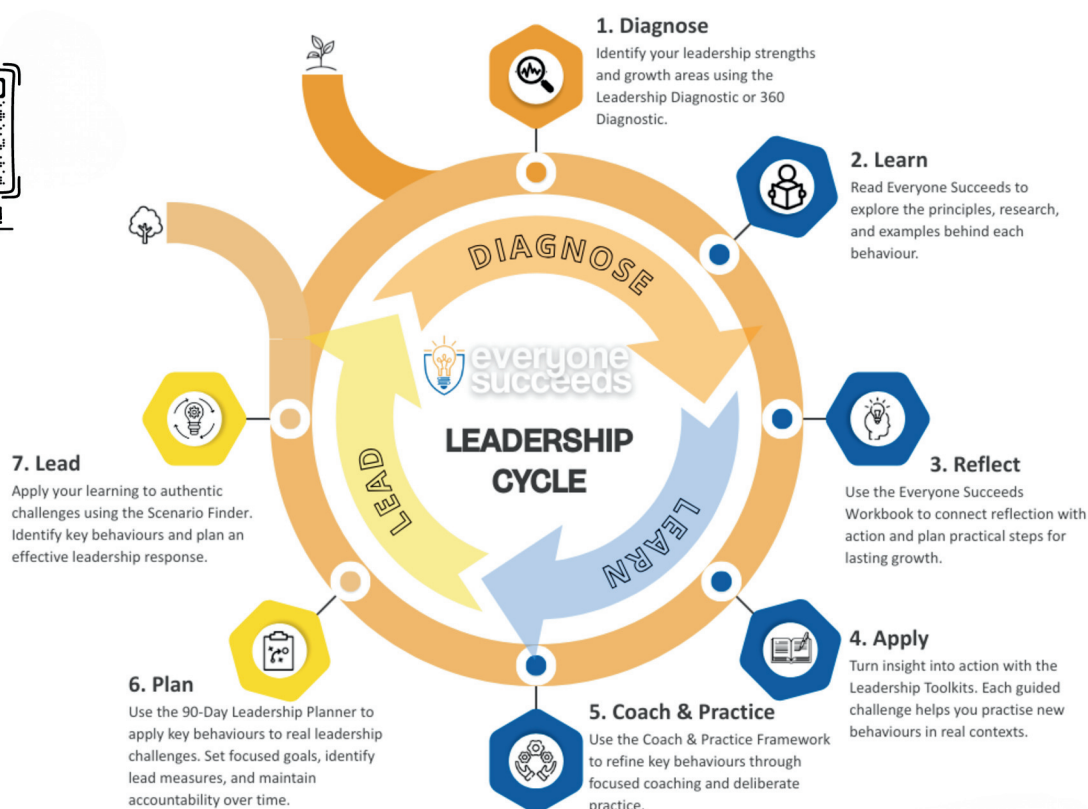 1. Diagnose
Identify your leadership strengths
and growth areas using the
Leadership Diagnostic or 360
Diagnostic.
2. Learn
Read Everyone Succeeds to
explore the principles, research,
and examples behind each
behaviour.
DIAGNOSE
everyone
succeeds
LEADERSHIP
CYCLE
LEARN
LEAD
3. Reflect
Use the Everyone Succeeds
Workbook to connect reflection with
action and plan practical steps for
lasting growth.
4. Apply
Turn insight into action with the
Leadership Toolkits. Each guided
challenge helps you practise new
behaviours in real contexts.
5. Coach & Practice
Use the Coach & Practice Framework
to refine key behaviours through
focused coaching and deliberate
practice.
6. Plan
Use the 90-Day Leadership Planner to
apply key behaviours to real leadership
challenges. Set focused goals, identify
lead measures, and maintain
accountability over time.
7. Lead
Apply your learning to authentic
challenges using the Scenario Finder.
Identify key behaviours and plan an
effective leadership response.